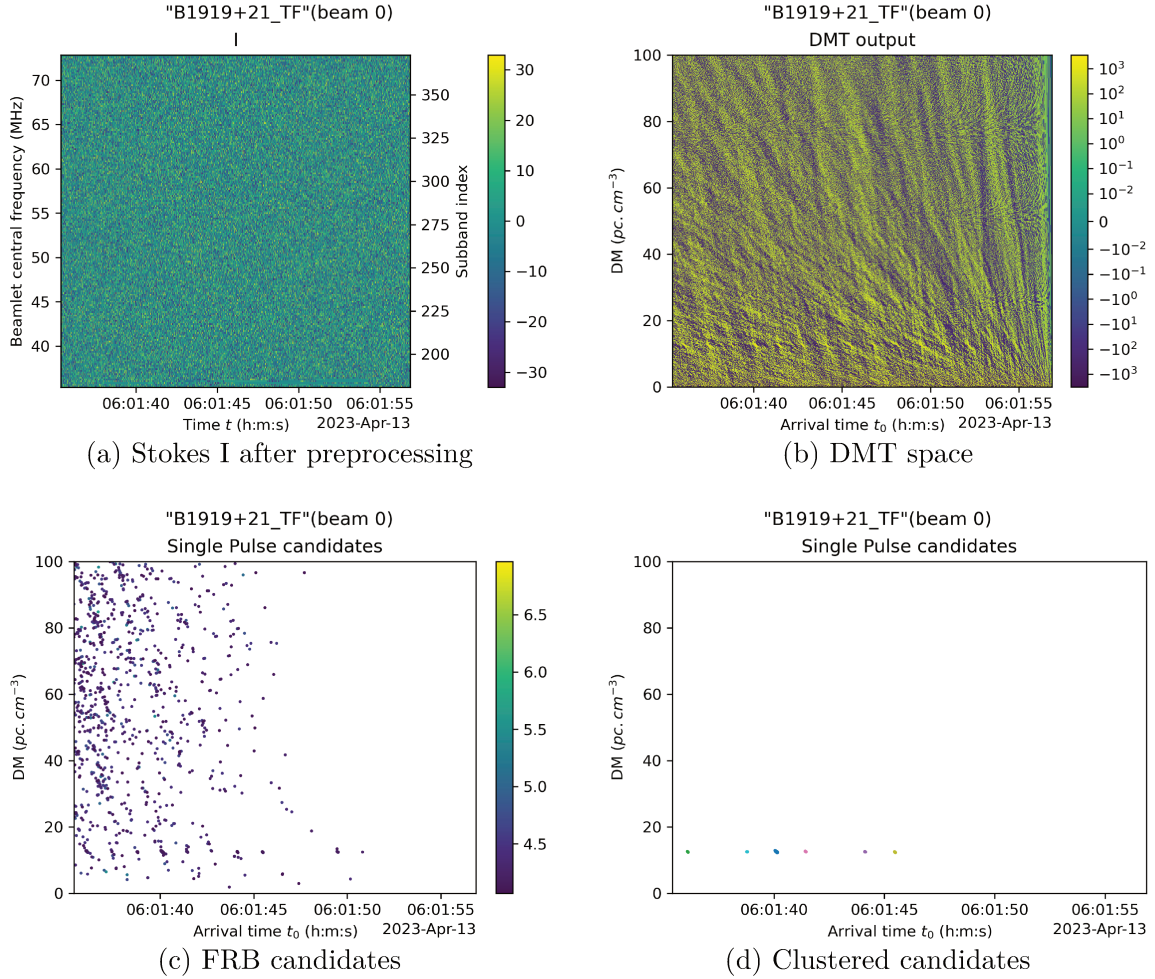 "B1919+21_TF"(beam 0)
I
Beamlet central frequency (MHz)
70
65
60
55
50
45
40
350
325
300
275
250
225
200
Subband index
30
20
10
0
−10
−20
−30
06:01:40 06:01:45 06:01:50 06:01:55
Time t (h:m:s) 2023-Apr-13
(a) Stokes I after preprocessing
"B1919+21_TF"(beam 0)
DMT output
DM (pc.cm⁻³)
100
80
60
40
20
0
10³
10²
10¹
10⁰
10⁻¹
10⁻²
0
−10⁻²
−10⁻¹
−10⁰
−10¹
−10²
−10³
06:01:40 06:01:45 06:01:50 06:01:55
Arrival time t₀ (h:m:s) 2023-Apr-13
(b) DMT space
"B1919+21_TF"(beam 0)
Single Pulse candidates
DM (pc.cm⁻³)
100
80
60
40
20
0
6.5
6.0
5.5
5.0
4.5
06:01:40 06:01:45 06:01:50 06:01:55
Arrival time t₀ (h:m:s) 2023-Apr-13
(c) FRB candidates
"B1919+21_TF"(beam 0)
Single Pulse candidates
DM (pc.cm⁻³)
100
80
60
40
20
0
06:01:40 06:01:45 06:01:50 06:01:55
Arrival time t₀ (h:m:s) 2023-Apr-13
(d) Clustered candidates